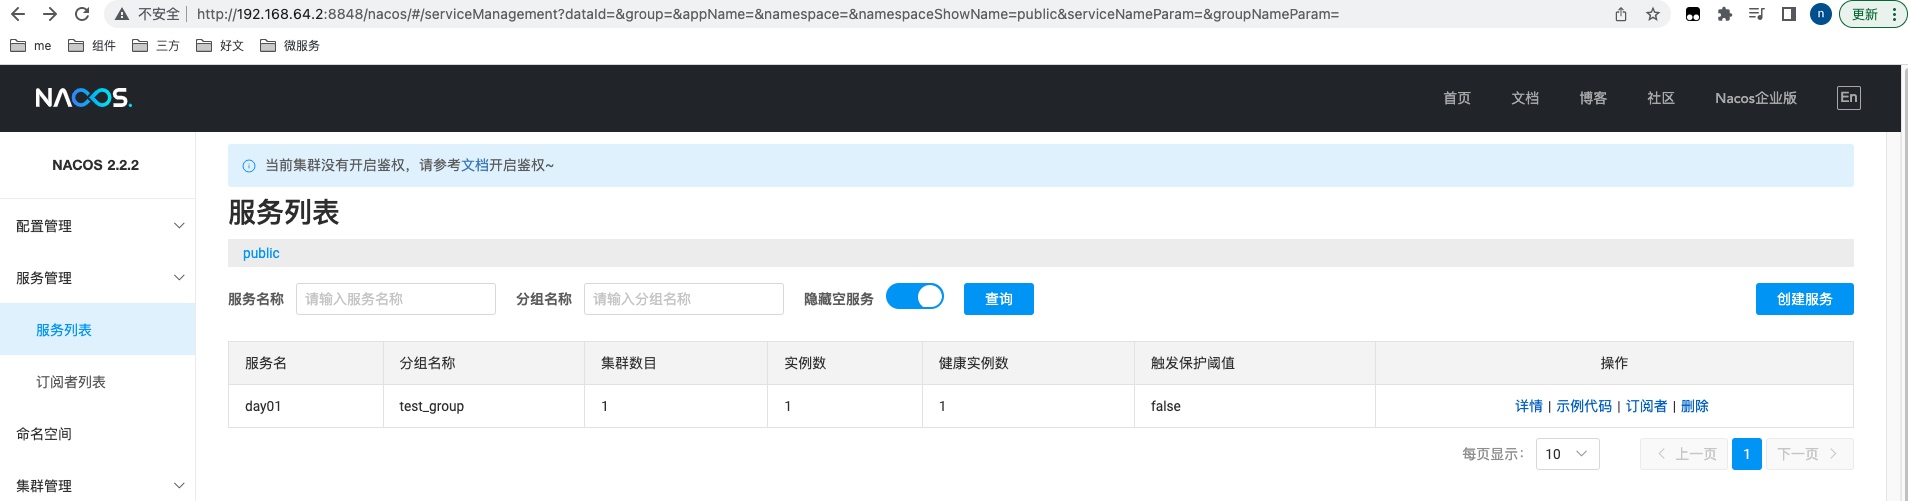 不安全 http://192.168.64.2:8848/nacos/#/serviceManagement?dataId=&group=&appName=&namespace=&namespaceShowName=public&serviceNameParam=&groupNameParam= n 更新
me 组件 三方 好文 微服务
NACOS. 首页 文档 博客 社区 Nacos企业版 En
NACOS 2.2.2
当前集群没有开启鉴权，请参考文档开启鉴权~
服务列表
配置管理
public
服务管理
服务名称 请输入服务名称 分组名称 请输入分组名称 隐藏空服务 查询 创建服务
服务列表
服务名 分组名称 集群数目 实例数 健康实例数 触发保护阈值 操作
订阅者列表
day01 test_group 1 1 1 false 详情 | 示例代码 | 订阅者 | 删除
命名空间
每页显示： 10 上一页 1 下一页
集群管理